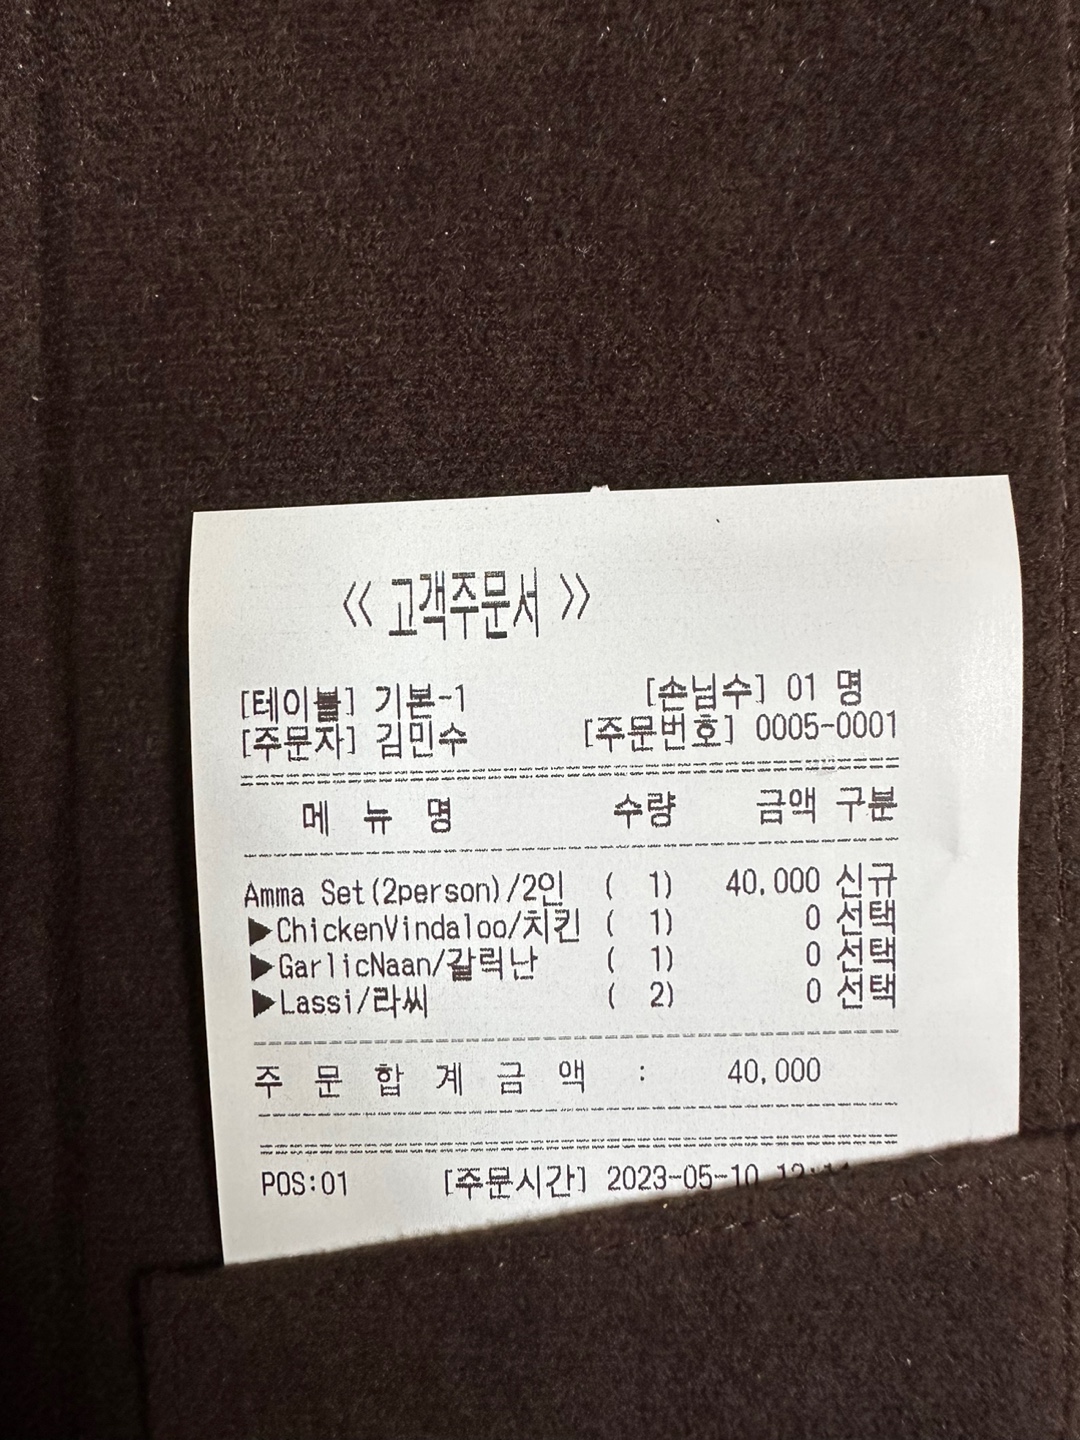 << 고객주문서 >>
[테이블] 기본-1 [손님수] 01 명
[주문자] 김민수 [주문번호] 0005-0001
메 뉴 명 수량 금액 구분
Amma Set(2person)/2인 ( 1) 40,000 신규
▶ChickenVindaloo/치킨 ( 1) 0 선택
▶GarlicNaan/갈릭난 ( 1) 0 선택
▶Lassi/라씨 ( 2) 0 선택
주 문 합 계 금 액 : 40,000
POS:01 [주문시간] 2023-05-10